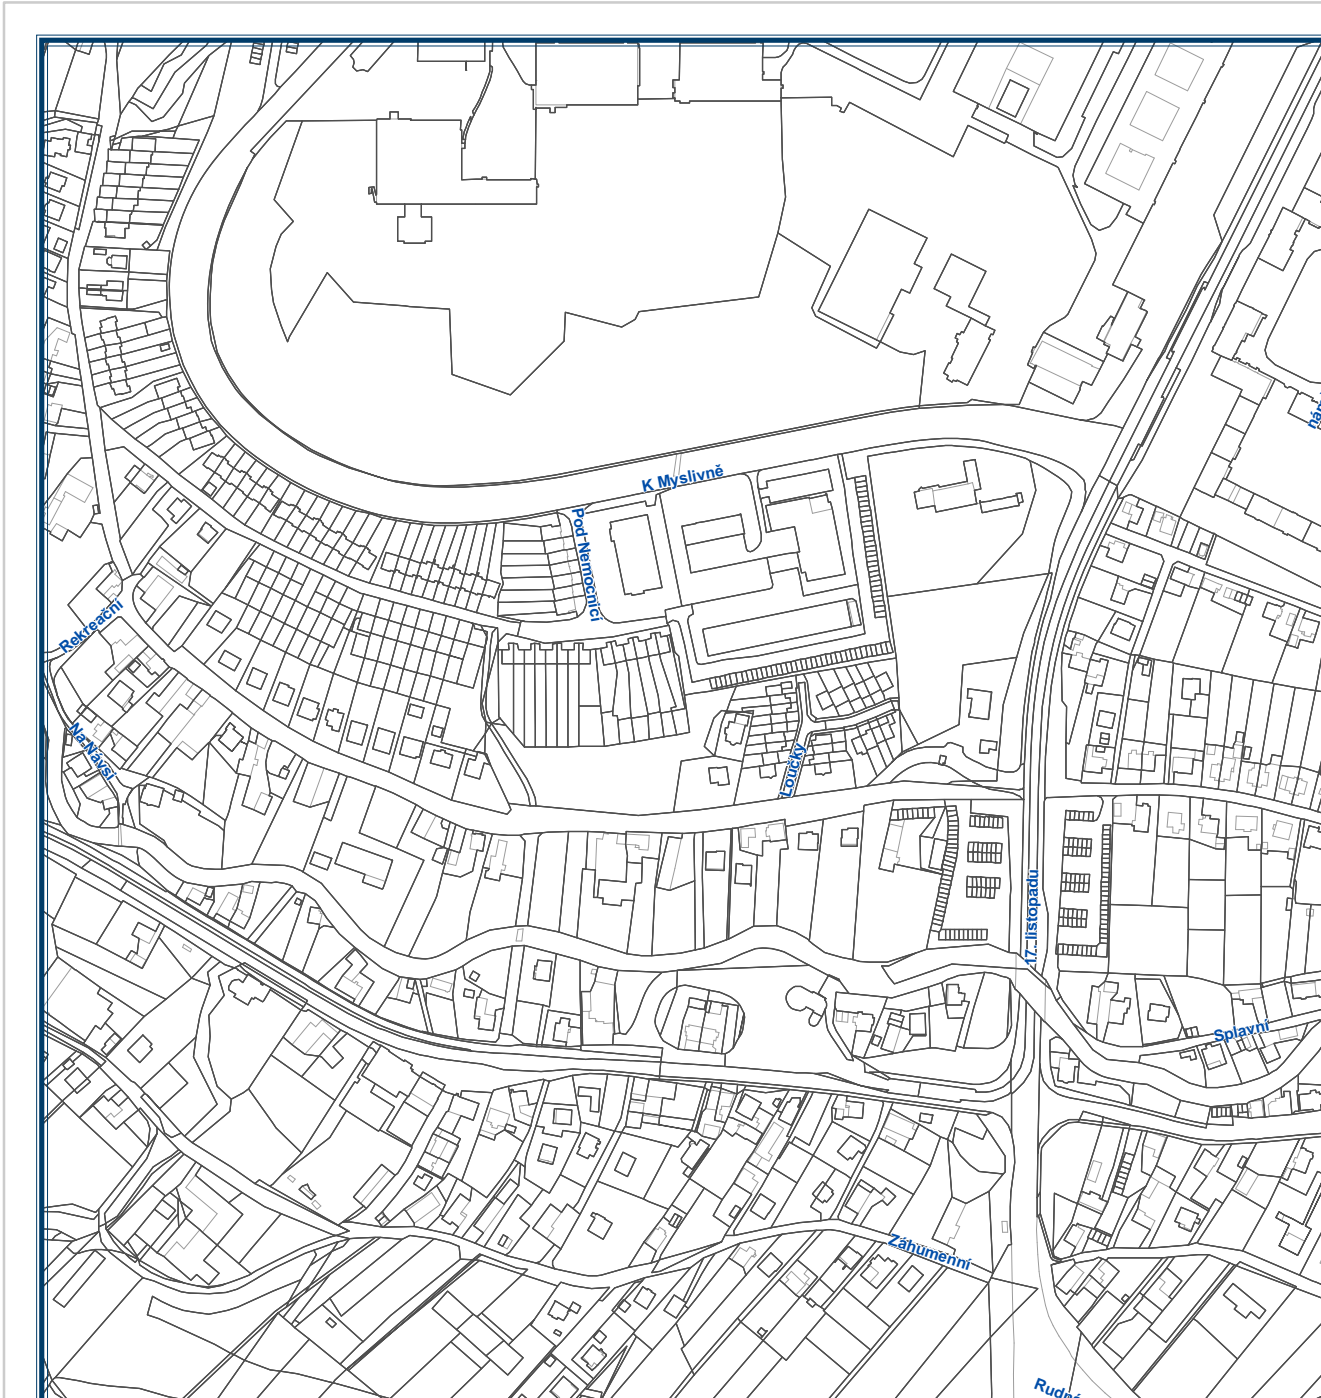 K Myslivně
Pod Nemocnicí
Rekreační
Na Návsi
Loučky
17. listopadu
Splavní
Záhumenní